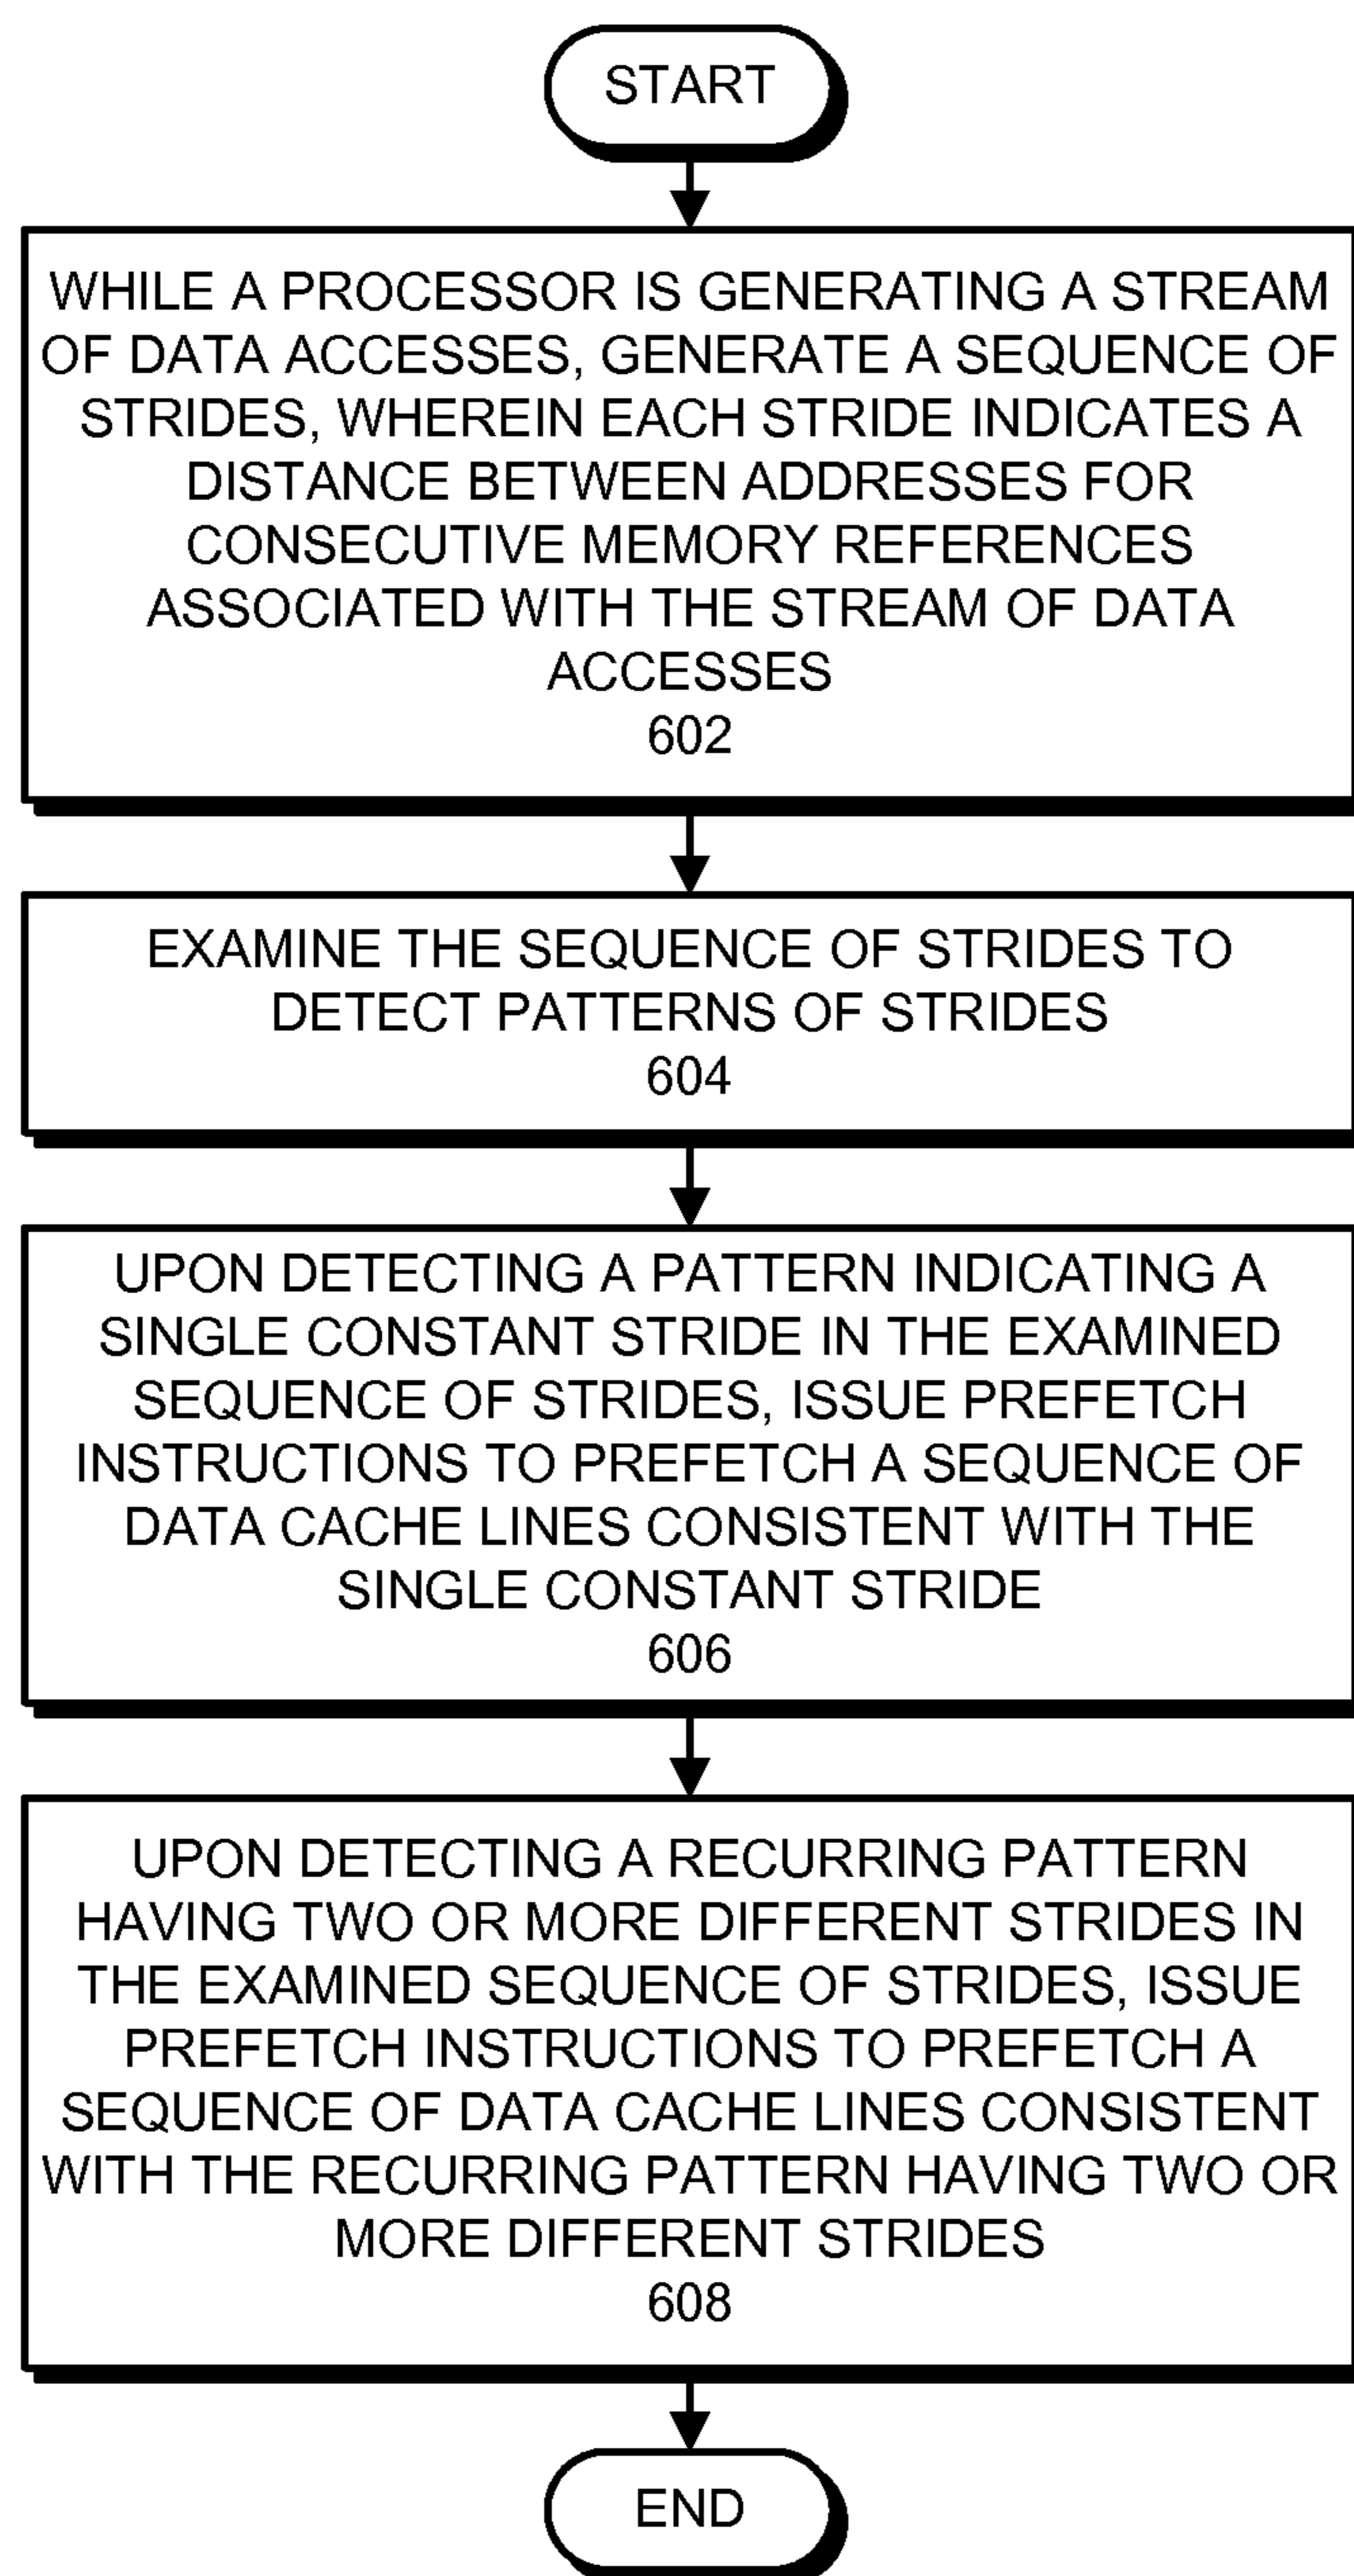 START
WHILE A PROCESSOR IS GENERATING A STREAM
OF DATA ACCESSES, GENERATE A SEQUENCE OF
STRIDES, WHEREIN EACH STRIDE INDICATES A
DISTANCE BETWEEN ADDRESSES FOR
CONSECUTIVE MEMORY REFERENCES
ASSOCIATED WITH THE STREAM OF DATA
ACCESSES
602
EXAMINE THE SEQUENCE OF STRIDES TO
DETECT PATTERNS OF STRIDES
604
UPON DETECTING A PATTERN INDICATING A
SINGLE CONSTANT STRIDE IN THE EXAMINED
SEQUENCE OF STRIDES, ISSUE PREFETCH
INSTRUCTIONS TO PREFETCH A SEQUENCE OF
DATA CACHE LINES CONSISTENT WITH THE
SINGLE CONSTANT STRIDE
606
UPON DETECTING A RECURRING PATTERN
HAVING TWO OR MORE DIFFERENT STRIDES IN
THE EXAMINED SEQUENCE OF STRIDES, ISSUE
PREFETCH INSTRUCTIONS TO PREFETCH A
SEQUENCE OF DATA CACHE LINES CONSISTENT
WITH THE RECURRING PATTERN HAVING TWO OR
MORE DIFFERENT STRIDES
608
END